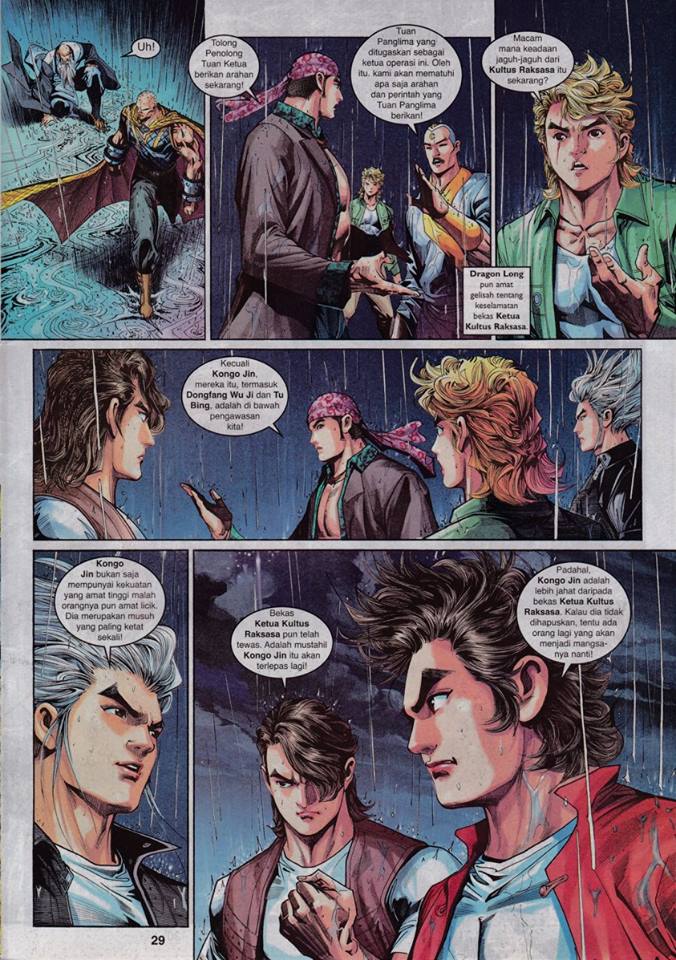 Uh!
Tolong
Penolong
Tuan Ketua
berikan arahan
sekarang!
Tuan
Panglima yang
ditugaskan sebagai
ketua operasi ini. Oleh
itu. kami akan mematuhi
apa saja arahan
dan perintah yang
Tuan Panglima
berikan!
Macam
mana keadaan
jaguh-jaguh dari
Kultus Raksasa itu
sekarang?
Dragon Long
pun amat
gelisah tentang
keselamatan
bekas Ketua
Kultus Raksasa.
Kecuali
Kongo Jin,
mereka itu, termasuk
Dongfang Wu Ji dan Tu
Bing, adalah di bawah
pengawasan
kita!
Kongo
Jin bukan saja
mempunyai kekuatan
yang amat tinggi malah
orangnya pun amat licik.
Dia merupakan musuh
yang paling ketat
sekali!
Bekas
Ketua Kultus
Raksasa pun telah
tewas. Adalah mustahil
Kongo Jin itu akan
terlepas lagi!
Padahal,
Kongo Jin adalah
lebih jahat daripada
bekas Ketua Kultus
Raksasa. Kalau dia tidak
dihapuskan, tentu ada
orang lagi yang akan
menjadi mangsa-
nya nanti!
29